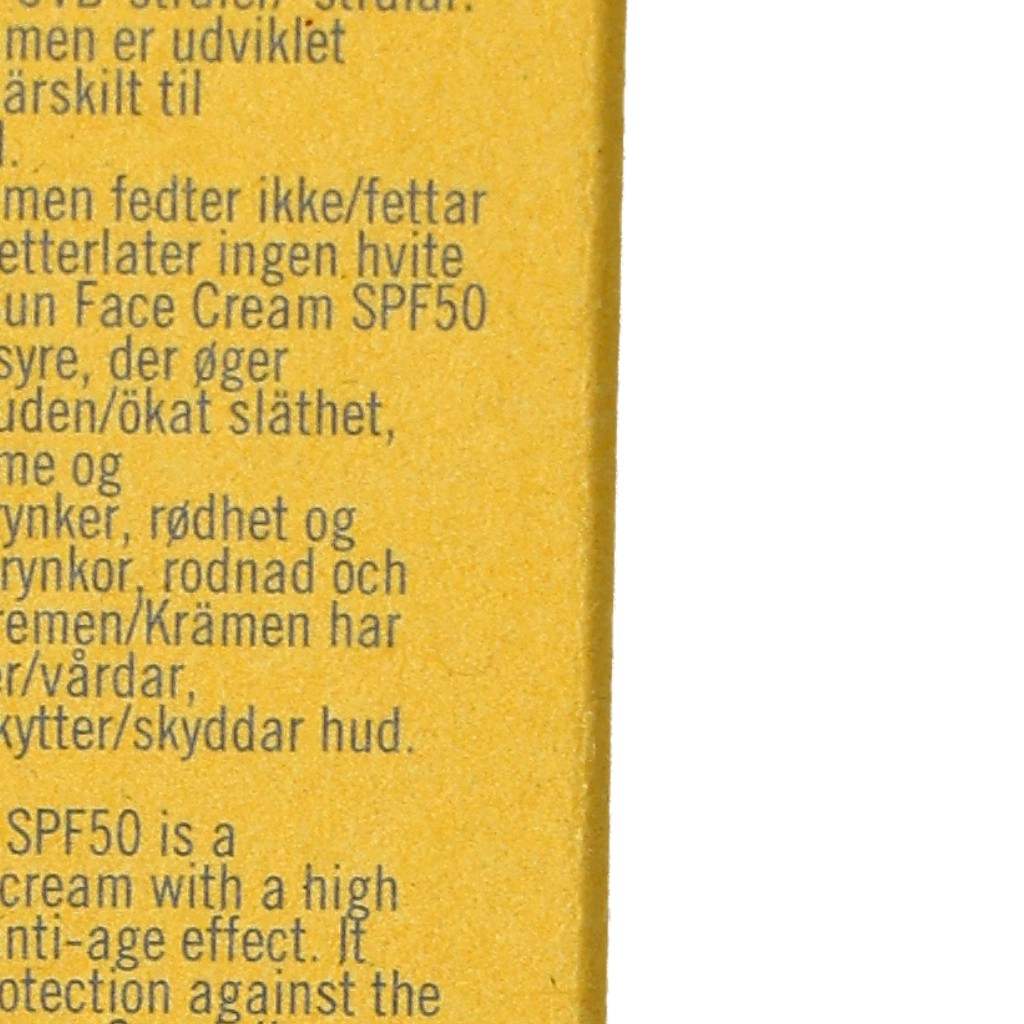 men er udviklet
ärskilt til
men fedter ikke/fettar
etterlater ingen hvite
un Face Cream SPF50
syre, der øger
uden/ökat släthet,
me og
ynker, rødhet og
rynkor, rodnad och
remen/Krämen har
er/vårdar,
kytter/skyddar hud.
SPF50 is a
cream with a high
nti-age effect. It
otection against the